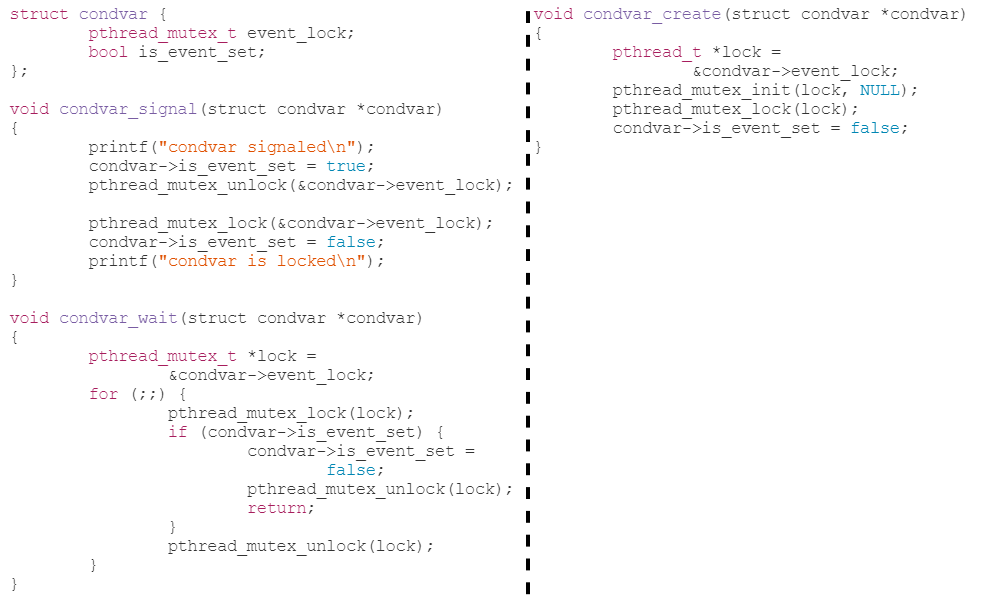 struct condvar {
        pthread_mutex_t event_lock;
        bool is_event_set;
};

void condvar_signal(struct condvar *condvar)
{
        printf("condvar signaled\n");
        condvar->is_event_set = true;
        pthread_mutex_unlock(&condvar->event_lock);

        pthread_mutex_lock(&condvar->event_lock);
        condvar->is_event_set = false;
        printf("condvar is locked\n");
}

void condvar_wait(struct condvar *condvar)
{
        pthread_mutex_t *lock =
                &condvar->event_lock;
        for (;;) {
                pthread_mutex_lock(lock);
                if (condvar->is_event_set) {
                        condvar->is_event_set =
                                false;
                        pthread_mutex_unlock(lock);
                        return;
                }
                pthread_mutex_unlock(lock);
        }
}
void condvar_create(struct condvar *condvar)
{
        pthread_t *lock =
                &condvar->event_lock;
        pthread_mutex_init(lock, NULL);
        pthread_mutex_lock(lock);
        condvar->is_event_set = false;
}